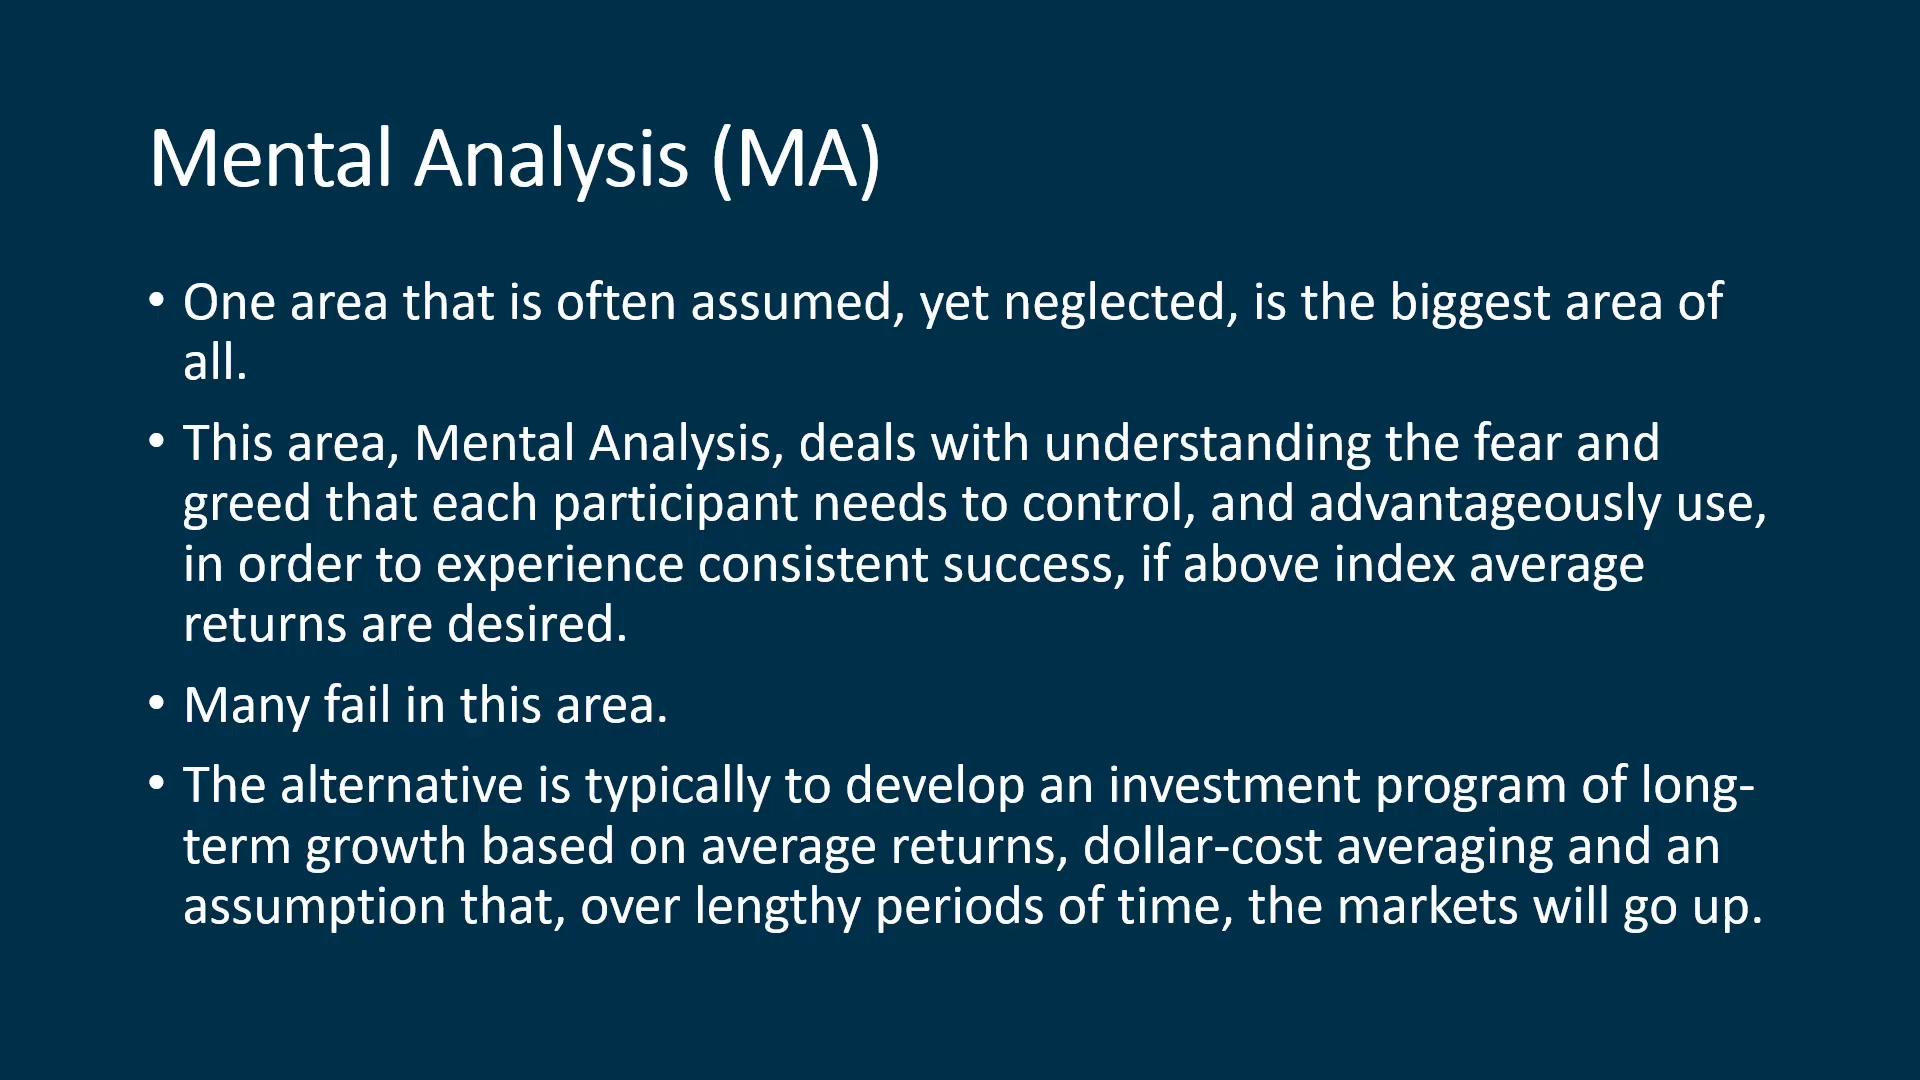 Mental Analysis (MA)
• One area that is often assumed, yet neglected, is the biggest area of
all.
• This area, Mental Analysis, deals with understanding the fear and
greed that each participant needs to control, and advantageously use,
in order to experience consistent success, if above index average
returns are desired.
• Many fail in this area.
• The alternative is typically to develop an investment program of long-
term growth based on average returns, dollar-cost averaging and an
assumption that, over lengthy periods of time, the markets will go up.